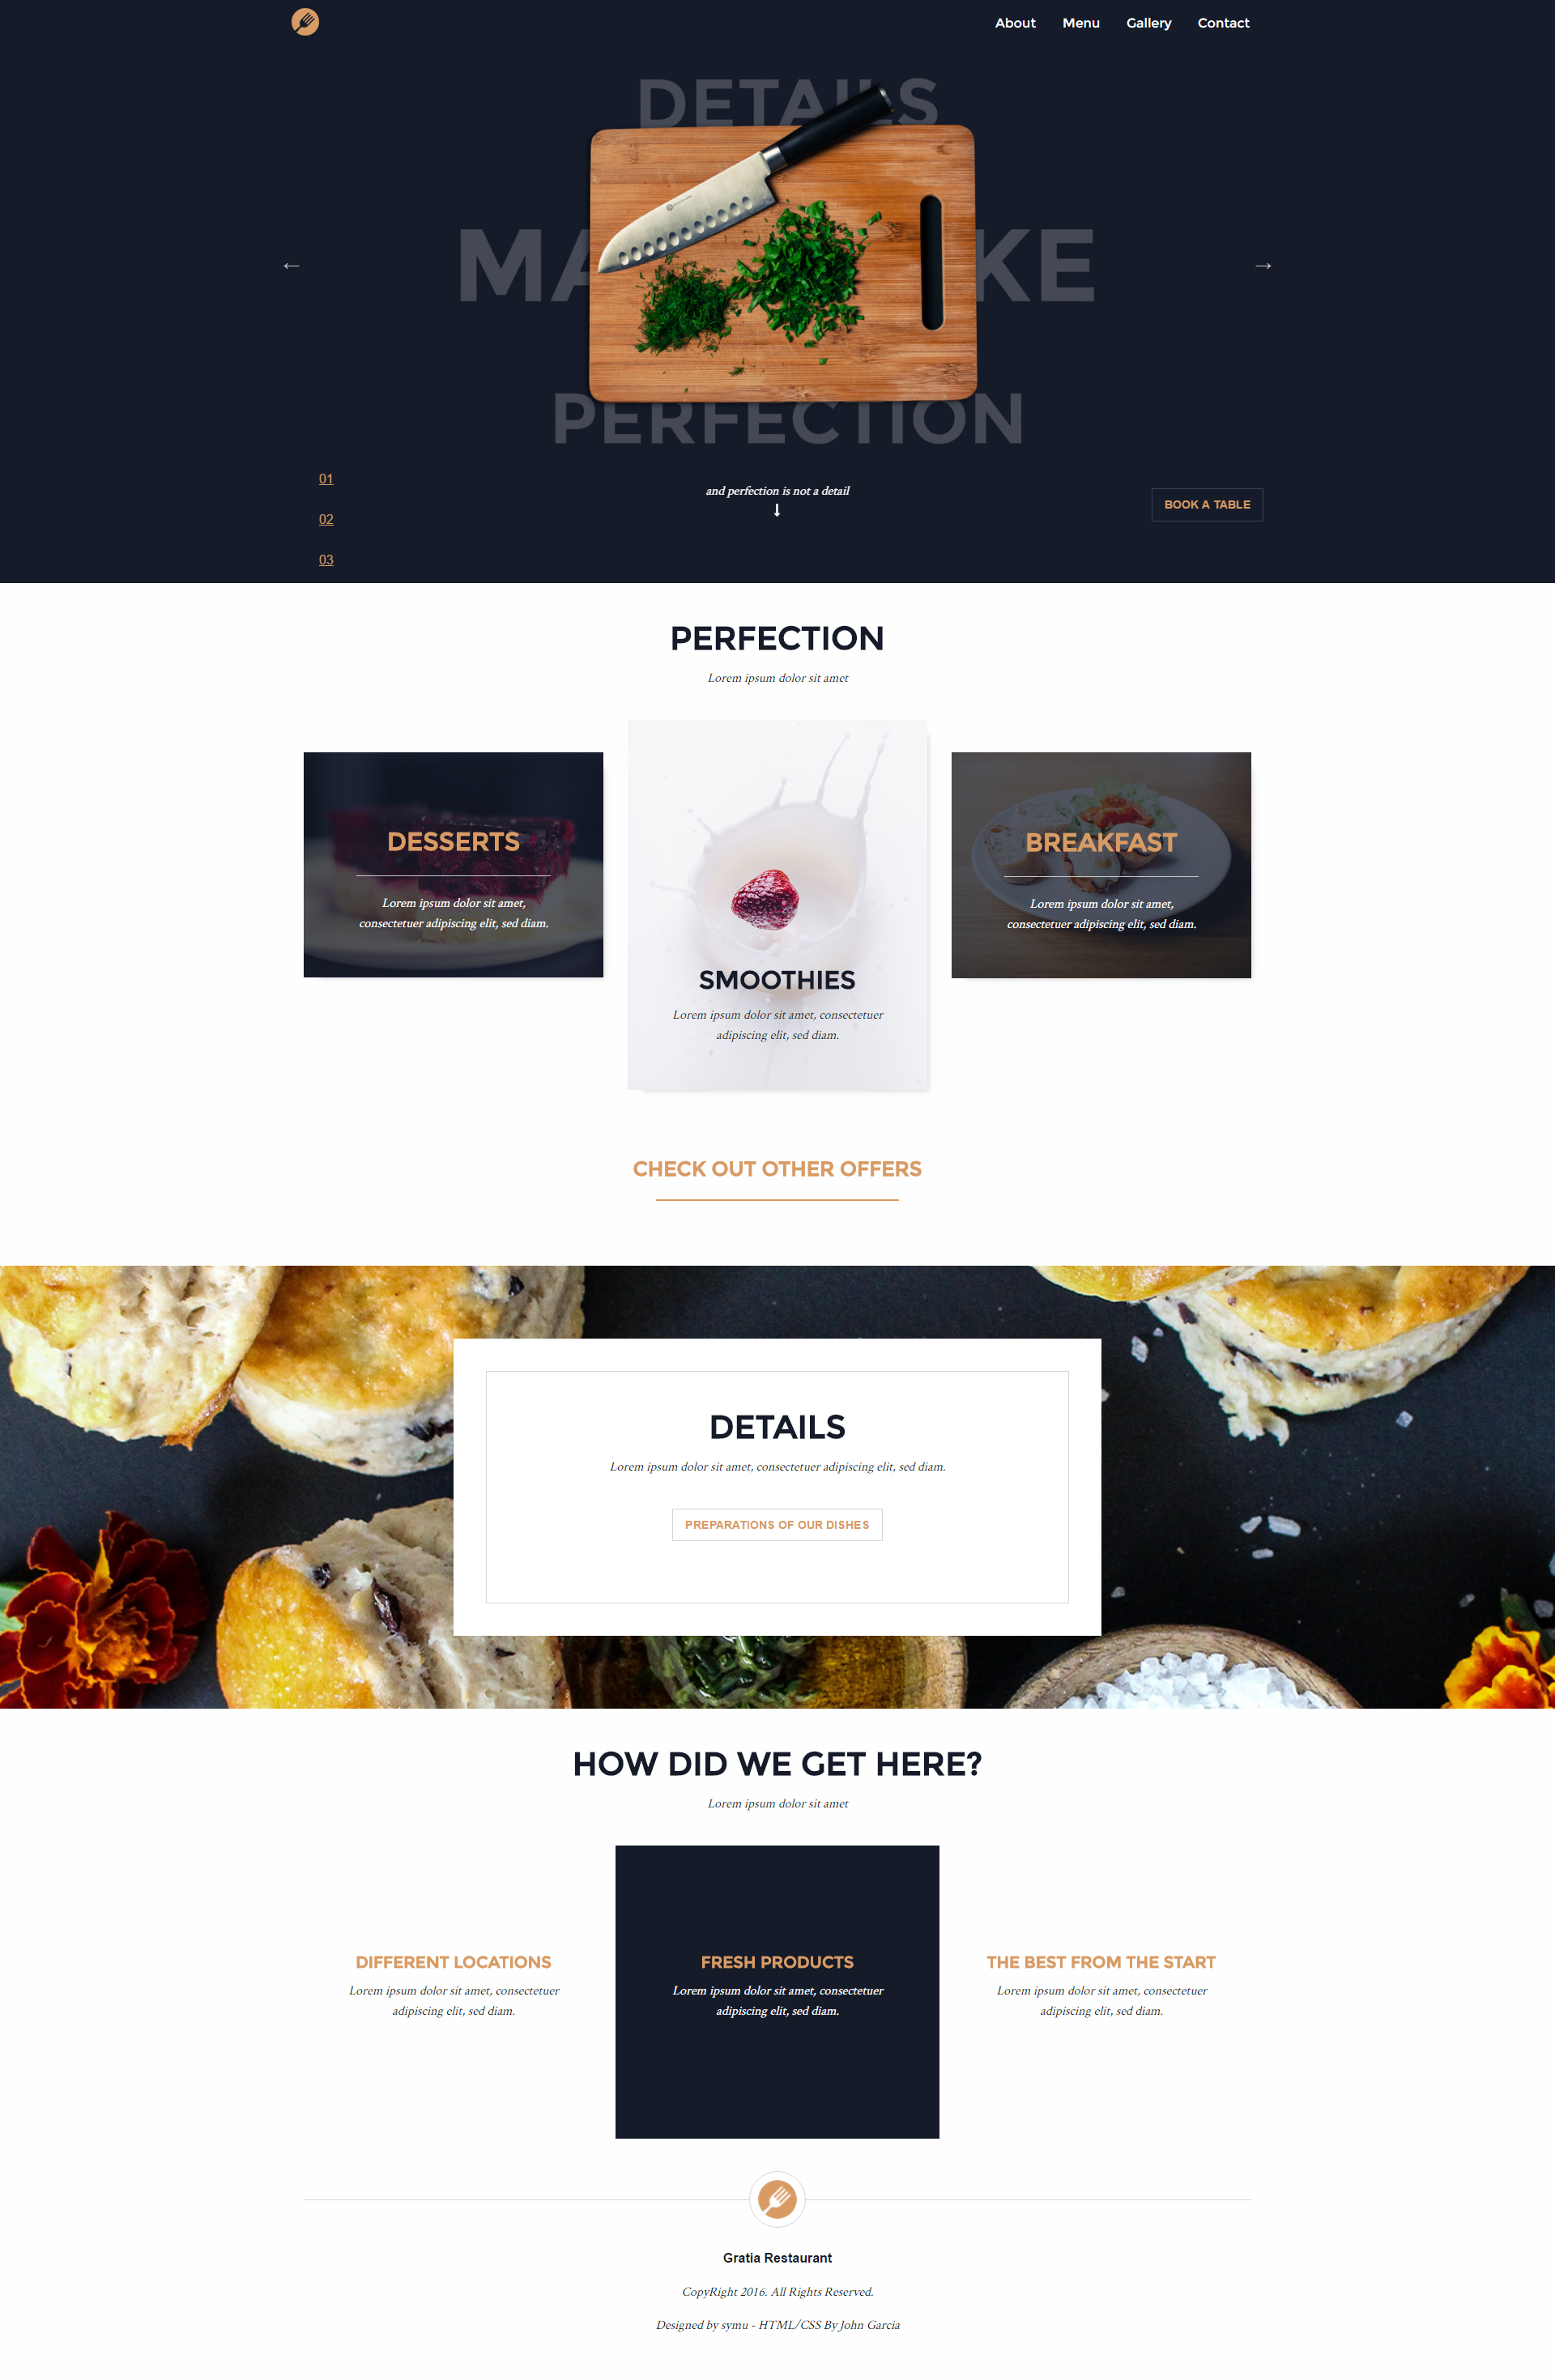 About Menu Gallery Contact
DETAILS
MA KE
PERFECTION
←
→
01
02
03
and perfection is not a detail
BOOK A TABLE
PERFECTION
Lorem ipsum dolor sit amet
DESSERTS
Lorem ipsum dolor sit amet,
consectetuer adipiscing elit, sed diam.
SMOOTHIES
Lorem ipsum dolor sit amet, consectetuer
adipiscing elit, sed diam.
BREAKFAST
Lorem ipsum dolor sit amet,
consectetuer adipiscing elit, sed diam.
CHECK OUT OTHER OFFERS
DETAILS
Lorem ipsum dolor sit amet, consectetuer adipiscing elit, sed diam.
PREPARATIONS OF OUR DISHES
HOW DID WE GET HERE?
Lorem ipsum dolor sit amet
DIFFERENT LOCATIONS
Lorem ipsum dolor sit amet, consectetuer
adipiscing elit, sed diam.
FRESH PRODUCTS
Lorem ipsum dolor sit amet, consectetuer
adipiscing elit, sed diam.
THE BEST FROM THE START
Lorem ipsum dolor sit amet, consectetuer
adipiscing elit, sed diam.
Gratia Restaurant
CopyRight 2016. All Rights Reserved.
Designed by symu - HTML/CSS By John Garcia